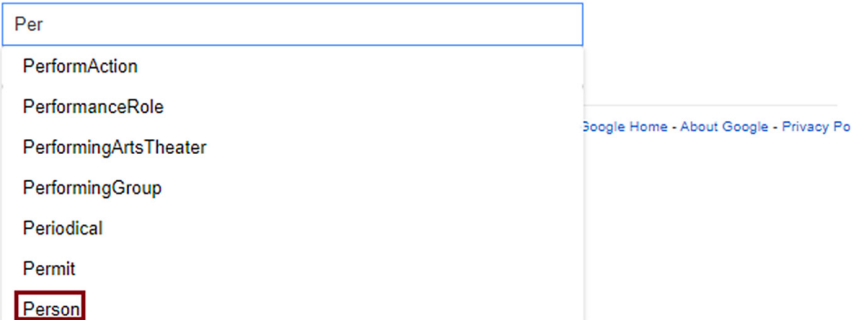 Per
PerformAction
PerformanceRole
PerformingArtsTheater
Google Home - About Google - Privacy Po
PerformingGroup
Periodical
Permit
Person